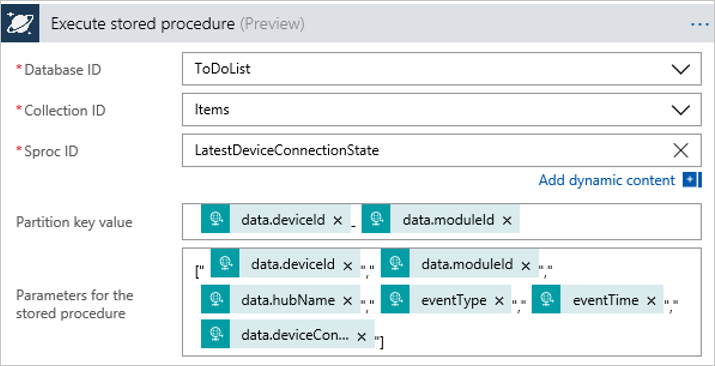 Execute stored procedure (Preview) ...
* Database ID ToDoList
* Collection ID Items
* Sproc ID LatestDeviceConnectionState
Add dynamic content
Partition key value data.deviceId - data.moduleId
[" data.deviceId "," data.moduleId ","
Parameters for the
stored procedure
data.hubName "," eventType "," eventTime ","
data.deviceCon... "]